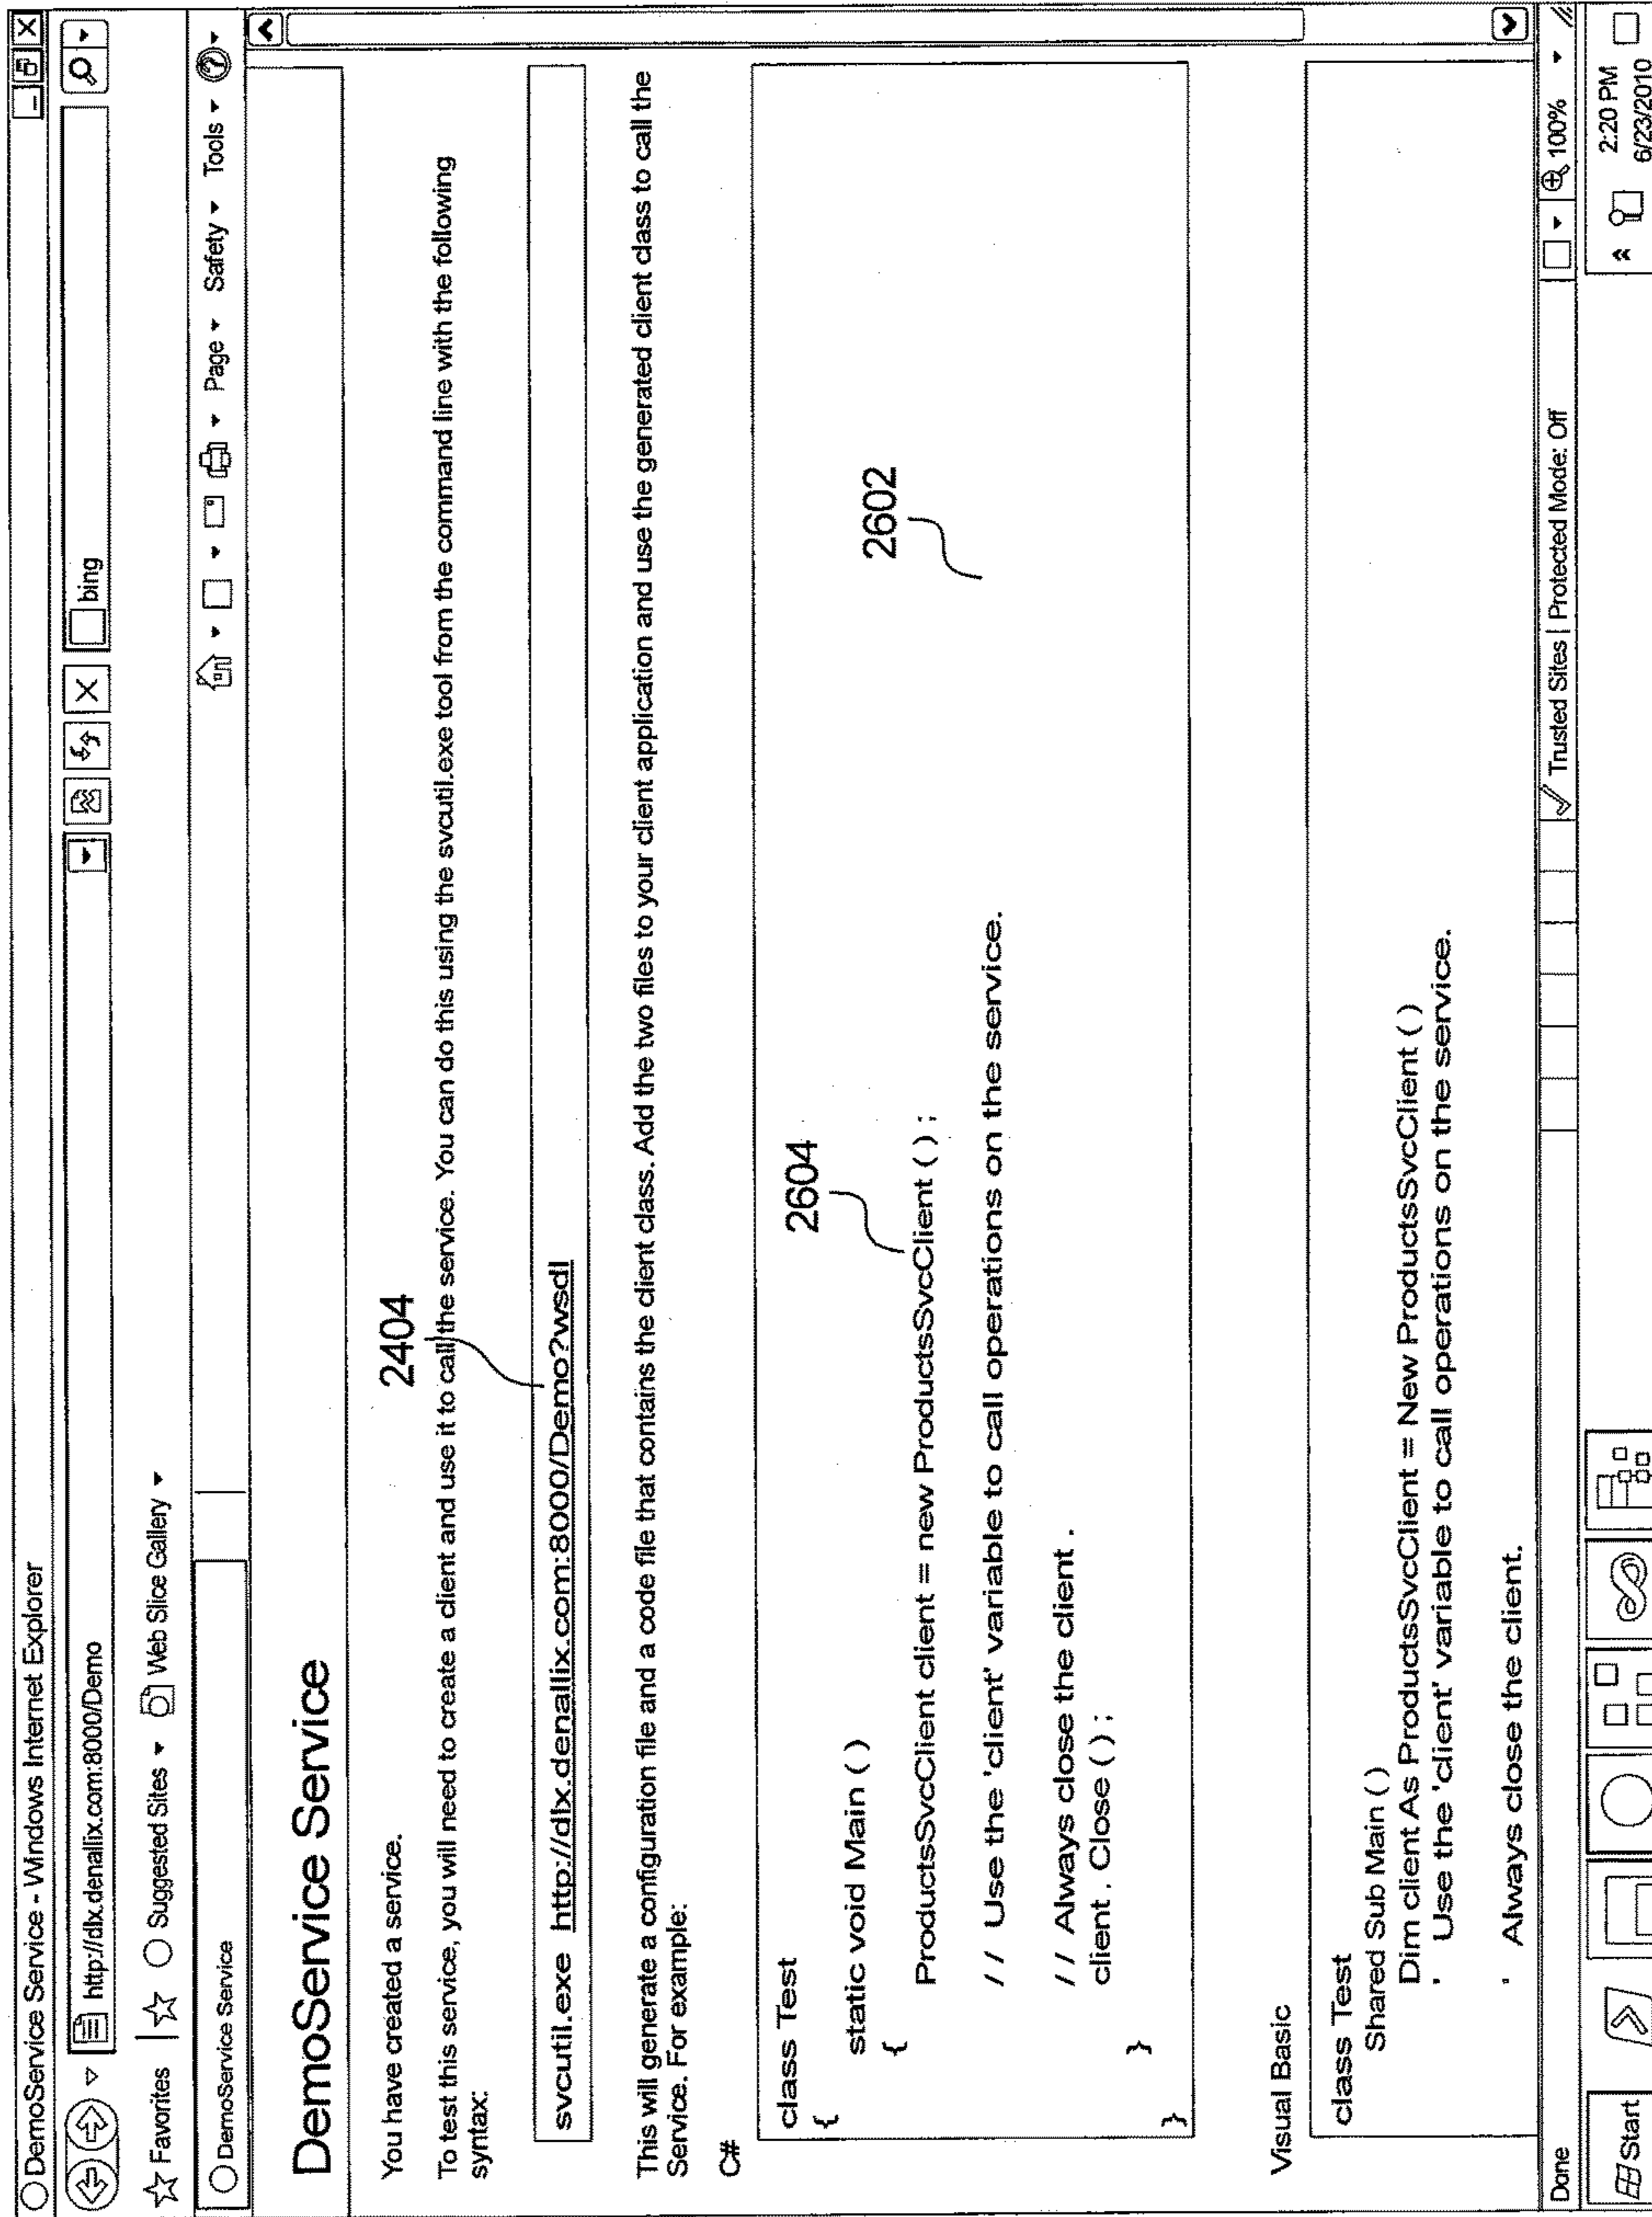 DemoService Service - Windows Internet Explorer
http://dlx.denallix.com:8000/Demo
bing
Favorites
Suggested Sites
Web Slice Gallery
DemoService Service
Page
Safety
Tools
DemoService Service
You have created a service.
2404
To test this service, you will need to create a client and use it to call the service. You can do this using the svcutil.exe tool from the command line with the following
syntax:
svcutil.exe http://dlx.denallix.com:8000/Demo?wsdl
This will generate a configuration file and a code file that contains the client class. Add the two files to your client application and use the generated client class to call the
Service. For example:
C#
class Test
{
2604
2602
static void Main ( )
{
ProductsSvcClient client = new ProductsSvcClient ( ) ;
// Use the 'client' variable to call operations on the service.
// Always close the client .
client . Close ( ) ;
}
}
Visual Basic
class Test
Shared Sub Main ( )
Dim client As ProductsSvcClient = New ProductsSvcClient ( )
' Use the 'client' variable to call operations on the service.
' Always close the client.
Done
Trusted Sites | Protected Mode: Off
100%
Start
2:20 PM
6/23/2010